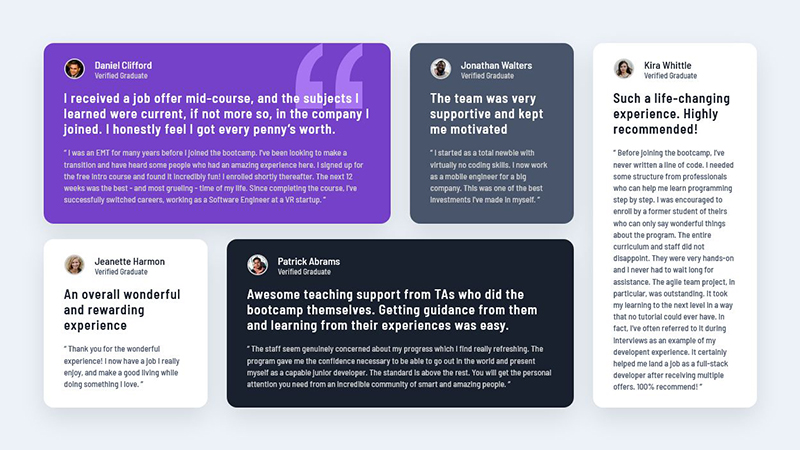 Daniel Clifford
Verified Graduate
I received a job offer mid-course, and the subjects I
learned were current, if not more so, in the company I
joined. I honestly feel I got every penny’s worth.
“ I was an EMT for many years before I joined the bootcamp. I’ve been looking to make a
transition and have heard some people who had an amazing experience here. I signed up for
the free intro course and found it incredibly fun! I enrolled shortly thereafter. The next 12
weeks was the best - and most grueling - time of my life. Since completing the course, I’ve
successfully switched careers, working as a Software Engineer at a VR startup. ”
Jonathan Walters
Verified Graduate
The team was very
supportive and kept
me motivated
“ I started as a total newbie with
virtually no coding skills. I now work
as a mobile engineer for a big
company. This was one of the best
investments I’ve made in myself. ”
Kira Whittle
Verified Graduate
Such a life-changing
experience. Highly
recommended!
“ Before joining the bootcamp, I’ve
never written a line of code. I needed
some structure from professionals
who can help me learn programming
step by step. I was encouraged to
enroll by a former student of theirs
who can only say wonderful things
about the program. The entire
curriculum and staff did not
disappoint. They were very hands-on
and I never had to wait long for
assistance. The agile team project, in
particular, was outstanding. It took
my learning to the next level in a way
that no tutorial could ever have. In
fact, I’ve often referred to it during
interviews as an example of my
developent experience. It certainly
helped me land a job as a full-stack
developer after receiving multiple
offers. 100% recommend! ”
Jeanette Harmon
Verified Graduate
An overall wonderful
and rewarding
experience
“ Thank you for the wonderful
experience! I now have a job I really
enjoy, and make a good living while
doing something I love. ”
Patrick Abrams
Verified Graduate
Awesome teaching support from TAs who did the
bootcamp themselves. Getting guidance from them
and learning from their experiences was easy.
“ The staff seem genuinely concerned about my progress which I find really refreshing. The
program gave me the confidence necessary to be able to go out in the world and present
myself as a capable junior developer. The standard is above the rest. You will get the personal
attention you need from an incredible community of smart and amazing people. ”